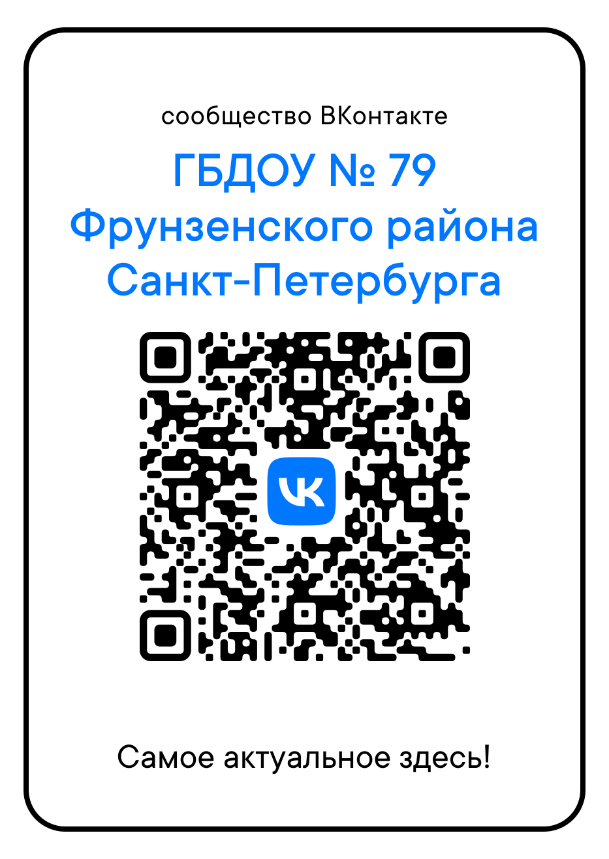 сообщество ВКонтакте
ГБДОУ № 79
Фрунзенского района
Санкт-Петербурга
Самое актуальное здесь!